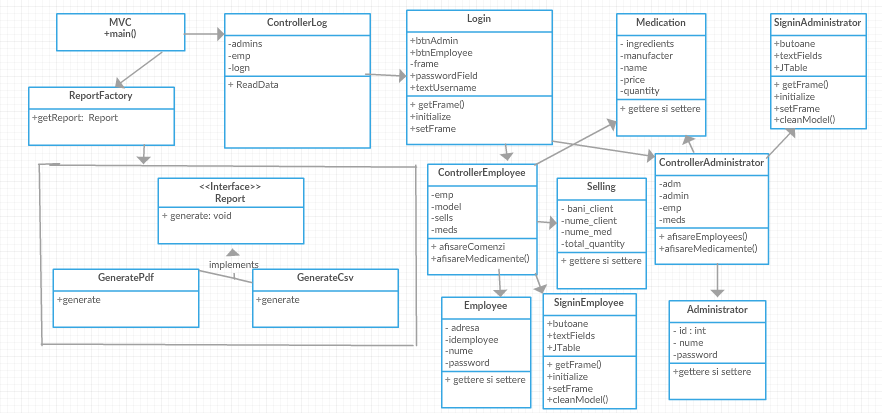 MVC
+main()
ControllerLog
-admins
-emp
-logn
+ ReadData
Login
+btnAdmin
+btnEmployee
-frame
+passwordField
+textUsername
+ getFrame()
+initialize
+setFrame
Medication
- ingredients
-manufacter
-name
-price
-quantity
+ gettere si settere
SigninAdministrator
+butoane
+textFields
+JTable
+ getFrame()
+initialize
+setFrame
+cleanModel()
ReportFactory
+getReport: Report
<<Interface>>
Report
+ generate: void
implements
GeneratePdf
+generate
GenerateCsv
+generate
ControllerEmployee
-emp
-model
-sells
-meds
+ afisareComenzi
+afisareMedicamente()
Selling
- bani_client
-nume_client
-nume_med
-total_quantity
+ gettere si settere
ControllerAdministrator
-adm
-admin
-emp
-meds
+ afisareEmployees()
+afisareMedicamente()
Employee
- adresa
-idemployee
-nume
-password
+ gettere si settere
SigninEmployee
+butoane
+textFields
+JTable
+ getFrame()
+initialize
+setFrame
+cleanModel()
Administrator
- id : int
- nume
-password
+gettere si settere